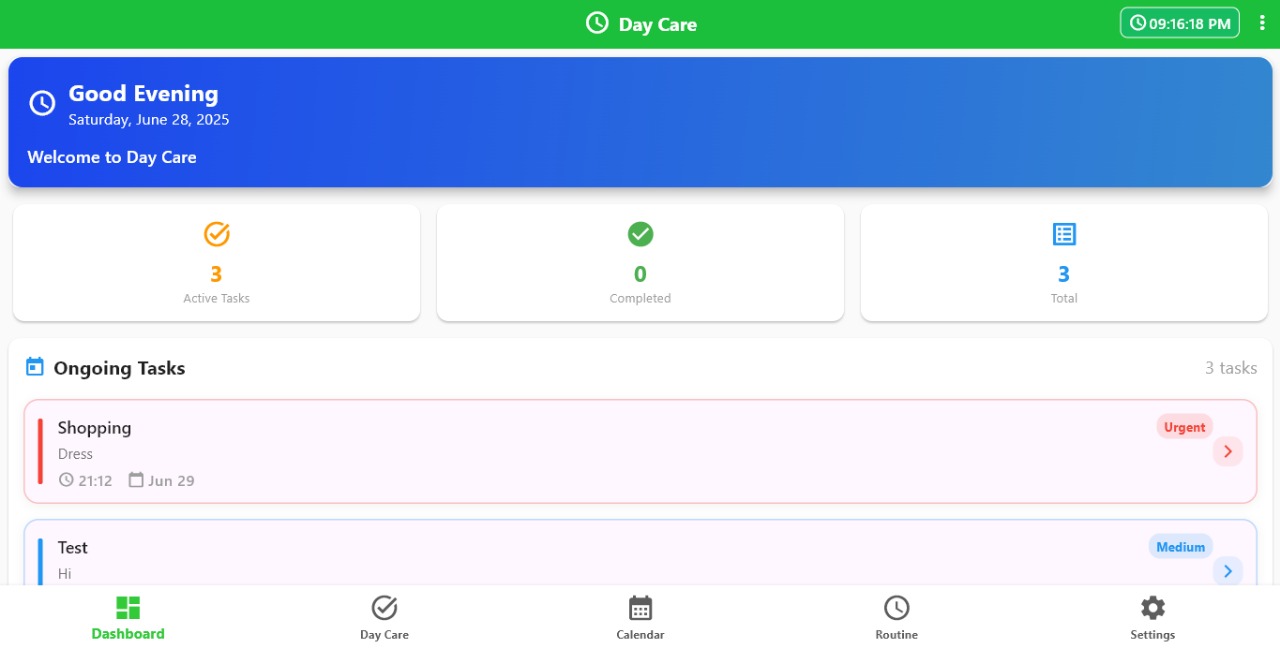 Day Care
09:16:18 PM
Good Evening
Saturday, June 28, 2025
Welcome to Day Care
3
Active Tasks
0
Completed
3
Total
Ongoing Tasks
3 tasks
Shopping
Urgent
Dress
21:12 Jun 29
Test
Medium
Hi
Dashboard
Day Care
Calendar
Routine
Settings